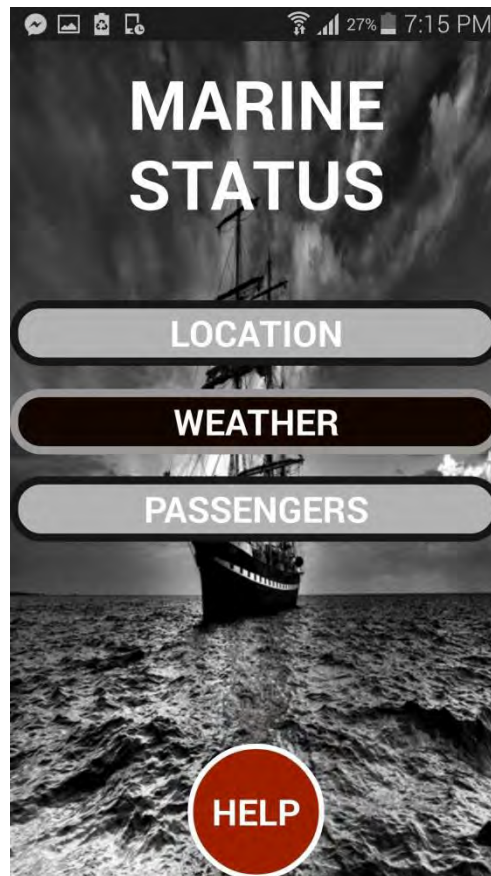 27% 7:15 PM
MARINE
STATUS
LOCATION
WEATHER
PASSENGERS
HELP